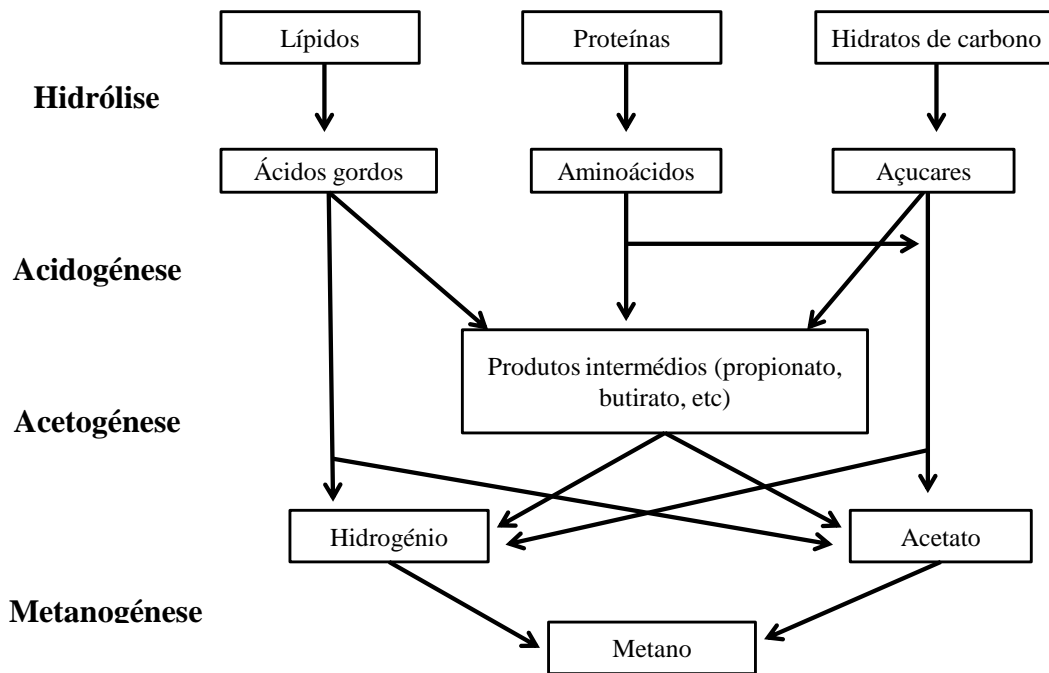 Lípidos
Proteínas
Hidratos de carbono
Hidrólise
Ácidos gordos
Aminoácidos
Açucares
Acidogénese
Produtos intermédios (propionato,
butirato, etc)
Acetogénese
Hidrogénio
Acetato
Metanogénese
Metano